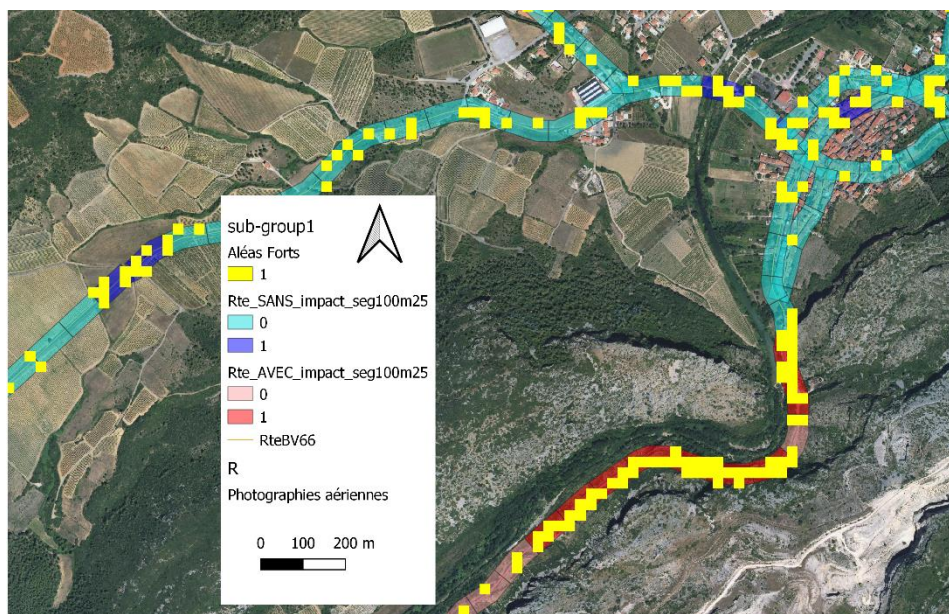 sub-group1
Aléas Forts
1
Rte_SANS_impact_seg100m25
0
1
Rte_AVEC_impact_seg100m25
0
1
RteBV66
R
Photographies aériennes
0 100 200 m